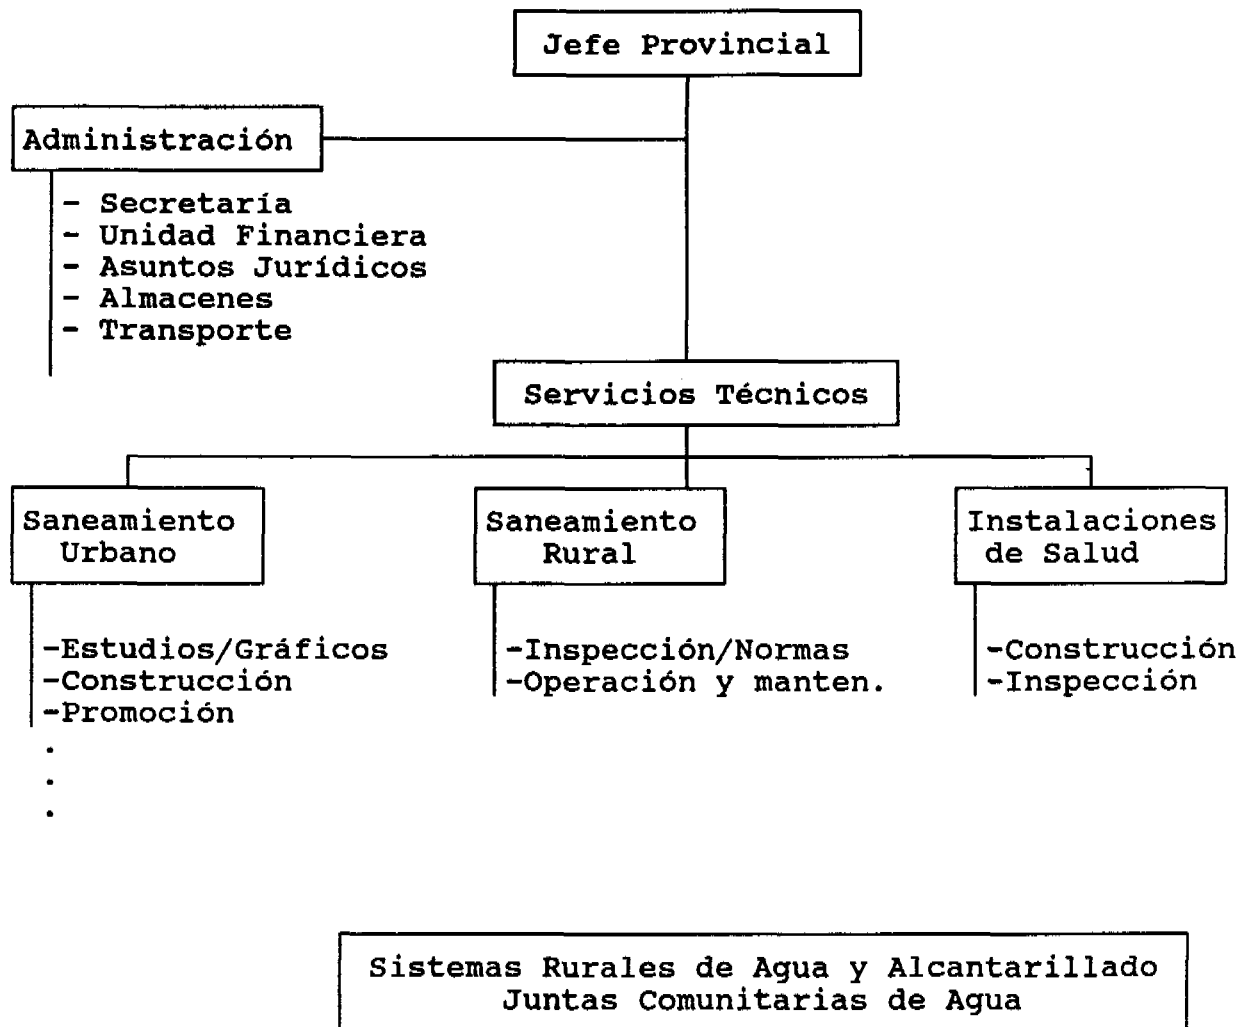 Jefe Provincial
Administración
- Secretaría
- Unidad Financiera
- Asuntos Jurídicos
- Almacenes
- Transporte
Servicios Técnicos
Saneamiento
Urbano
-Estudios/Gráficos
-Construcción
-Promoción
.
.
.
Saneamiento
Rural
-Inspección/Normas
-Operación y manten.
Instalaciones
de Salud
-Construcción
-Inspección
Sistemas Rurales de Agua y Alcantarillado
Juntas Comunitarias de Agua